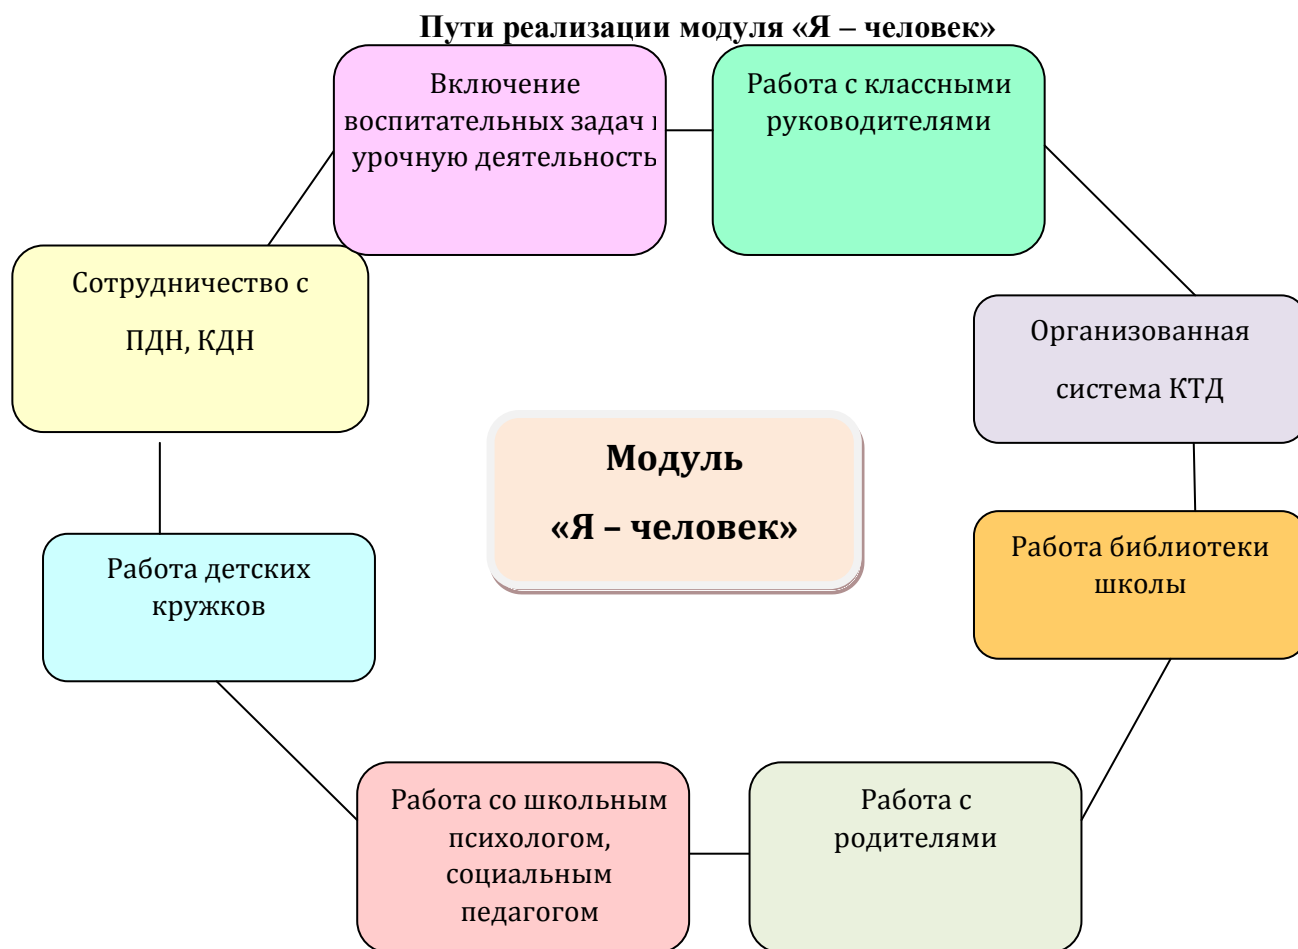 Пути реализации модуля «Я – человек»
Включение
воспитательных задач
урочную деятельность
Работа с классными
руководителями
Сотрудничество с
ПДН, КДН
Организованная
система КТД
Модуль
«Я – человек»
Работа детских
кружков
Работа библиотеки
школы
Работа со школьным
психологом,
социальным
педагогом
Работа с
родителями